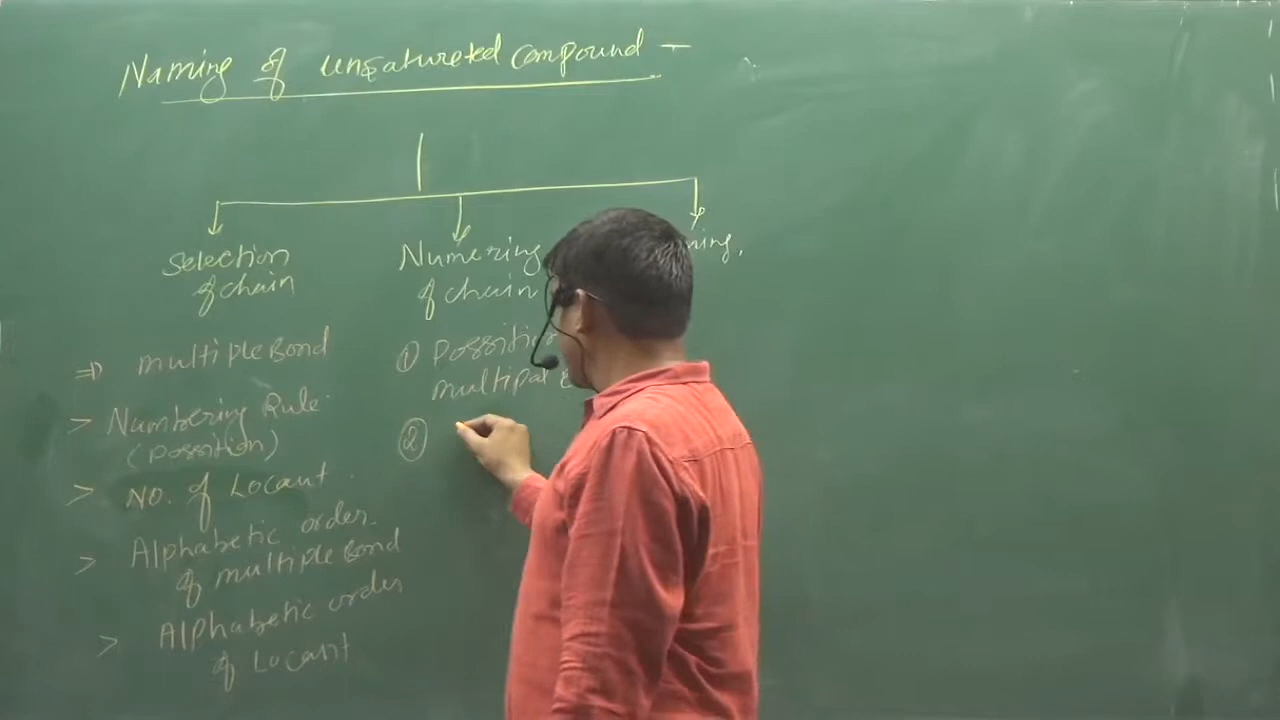 Naming of unsatureted compound —
Selection
of chain
⇒ multiple Bond
> Numbering Rule.
(Possition)
> No. of Locant.
> Alphabetic order
of multiple Bond
> Alphabetic order
of Locant
Numering
of chain
① Possition
multipal
②